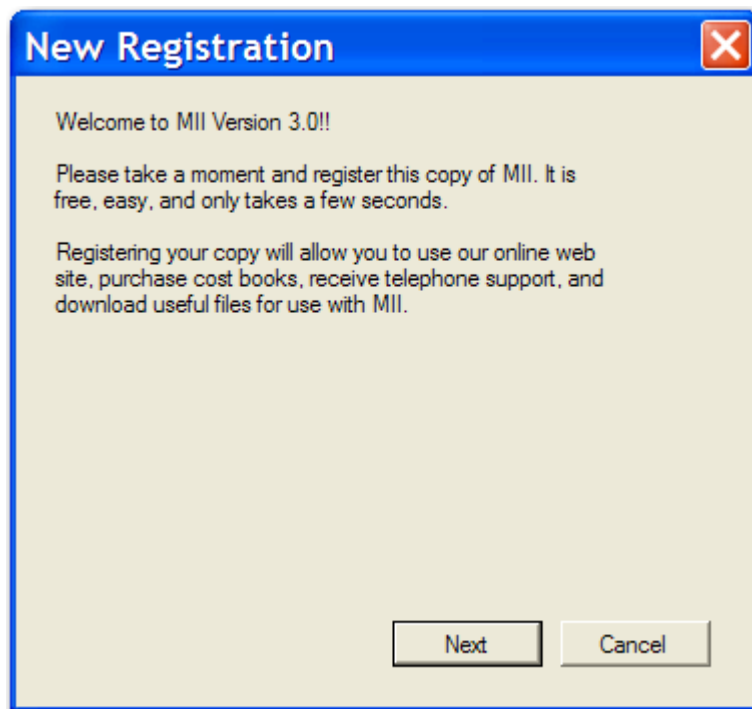 New Registration
Welcome to MII Version 3.0!!
Please take a moment and register this copy of MII. It is
free, easy, and only takes a few seconds.
Registering your copy will allow you to use our online web
site, purchase cost books, receive telephone support, and
download useful files for use with MII.
Next Cancel